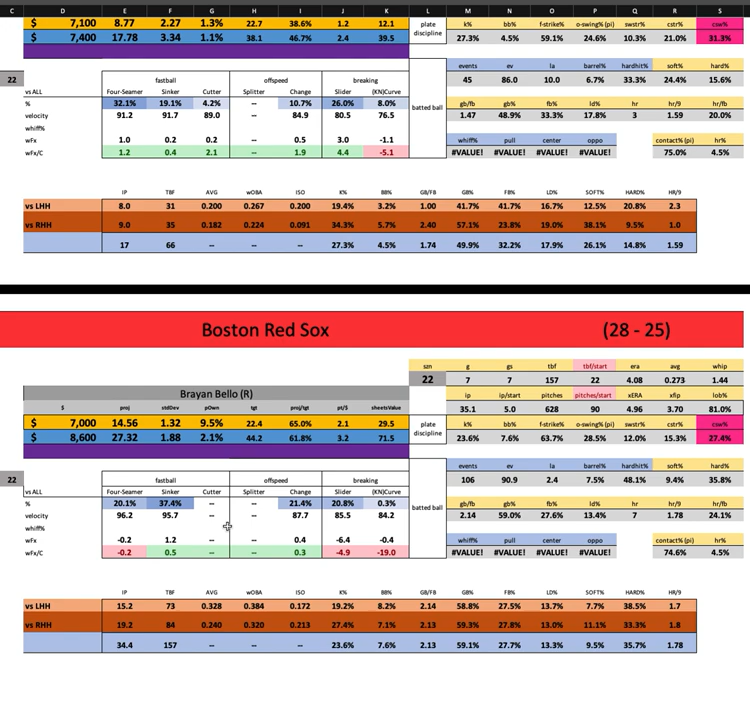 C D E F G H I J K L M N O P Q R S
$ 7,100 8.77 2.27 1.3% 22.7 38.6% 1.2 12.1 plate discipline k% bb% f-strike% o-swing% (pi) swstr% cstr% csw%
$ 7,400 17.78 3.34 1.1% 38.1 46.7% 2.4 39.5 27.3% 4.5% 59.1% 24.6% 10.3% 21.0% 31.3%
events ev la barrel% hardhit% soft% hard%
22 fastball offspeed breaking 45 86.0 10.0 6.7% 33.3% 24.4% 15.6%
vs ALL Four-Seamer Sinker Cutter Splitter Change Slider (KN)Curve
% 32.1% 19.1% 4.2% -- 10.7% 26.0% 8.0% batted ball gb/fb gb% fb% ld% hr hr/9 hr/fb
velocity 91.2 91.7 89.0 -- 84.9 80.5 76.5 1.47 48.9% 33.3% 17.8% 3 1.59 20.0%
whiff%
wFx 1.0 0.2 0.2 0.5 3.0 -1.1 whiff% pull center oppo contact% (pi) hr%
wFx/C 1.2 0.4 2.1 -- 1.9 4.4 -5.1 #VALUE! #VALUE! #VALUE! #VALUE! 75.0% 4.5%
IP TBF AVG wOBA ISO K% BB% GB/FB GB% FB% LD% SOFT% HARD% HR/9
vs LHH 8.0 31 0.200 0.267 0.200 19.4% 3.2% 1.00 41.7% 41.7% 16.7% 12.5% 20.8% 2.3
vs RHH 9.0 35 0.182 0.224 0.091 34.3% 5.7% 2.40 57.1% 23.8% 19.0% 38.1% 9.5% 1.0
17 66 -- -- -- 27.3% 4.5% 1.74 49.9% 32.2% 17.9% 26.1% 14.8% 1.59
Boston Red Sox (28 - 25)
szn g gs tbf tbf/start era avg whip
22 7 7 157 22 4.08 0.273 1.44
Brayan Bello (R) ip ip/start pitches pitches/start xERA xfip lob%
$ proj stdDev pOwn tgt proj/tgt pt/$ sheetsValue 35.1 5.0 628 90 4.96 3.70 81.0%
$ 7,000 14.56 1.32 9.5% 22.4 65.0% 2.1 29.5 plate discipline k% bb% f-strike% o-swing% (pi) swstr% cstr% csw%
$ 8,600 27.32 1.88 2.1% 44.2 61.8% 3.2 71.5 23.6% 7.6% 63.7% 28.5% 12.0% 15.3% 27.4%
events ev la barrel% hardhit% soft% hard%
22 fastball offspeed breaking 106 90.9 2.4 7.5% 48.1% 9.4% 35.8%
vs ALL Four-Seamer Sinker Cutter Splitter Change Slider (KN)Curve
% 20.1% 37.4% -- -- 21.4% 20.8% 0.3% batted ball gb/fb gb% fb% ld% hr hr/9 hr/fb
velocity 96.2 95.7 -- -- 87.7 85.5 84.2 2.14 59.0% 27.6% 13.4% 7 1.78 24.1%
whiff%
wFx -0.2 1.2 0.4 -6.4 -0.4 whiff% pull center oppo contact% (pi) hr%
wFx/C -0.2 0.5 -- -- 0.3 -4.9 -19.0 #VALUE! #VALUE! #VALUE! #VALUE! 74.6% 4.5%
IP TBF AVG wOBA ISO K% BB% GB/FB GB% FB% LD% SOFT% HARD% HR/9
vs LHH 15.2 73 0.328 0.384 0.172 19.2% 8.2% 2.14 58.8% 27.5% 13.7% 7.7% 38.5% 1.7
vs RHH 19.2 84 0.240 0.320 0.213 27.4% 7.1% 2.13 59.3% 27.8% 13.0% 11.1% 33.3% 1.8
34.4 157 -- -- -- 23.6% 7.6% 2.13 59.1% 27.7% 13.3% 9.5% 35.7% 1.78